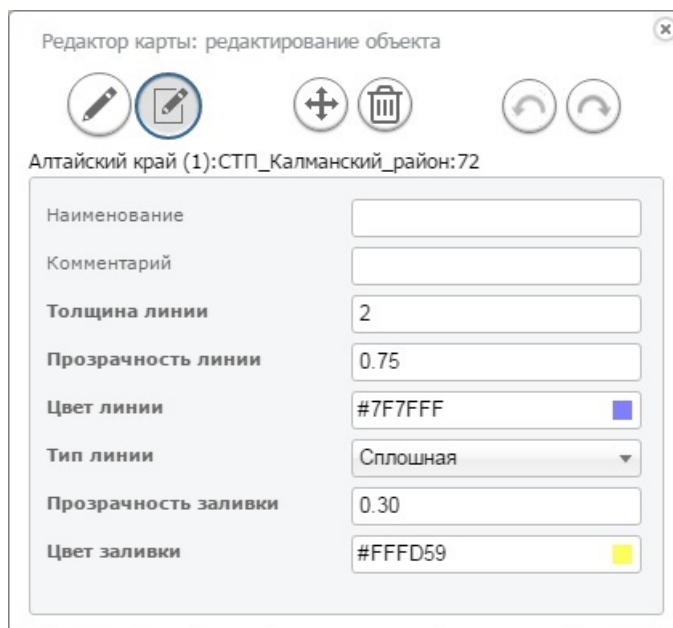 Редактор карты: редактирование объекта
Алтайский край (1):СТП_Калманский_район:72
Наименование
Комментарий
Толщина линии 2
Прозрачность линии 0.75
Цвет линии #7F7FFF
Тип линии Сплошная
Прозрачность заливки 0.30
Цвет заливки #FFFD59